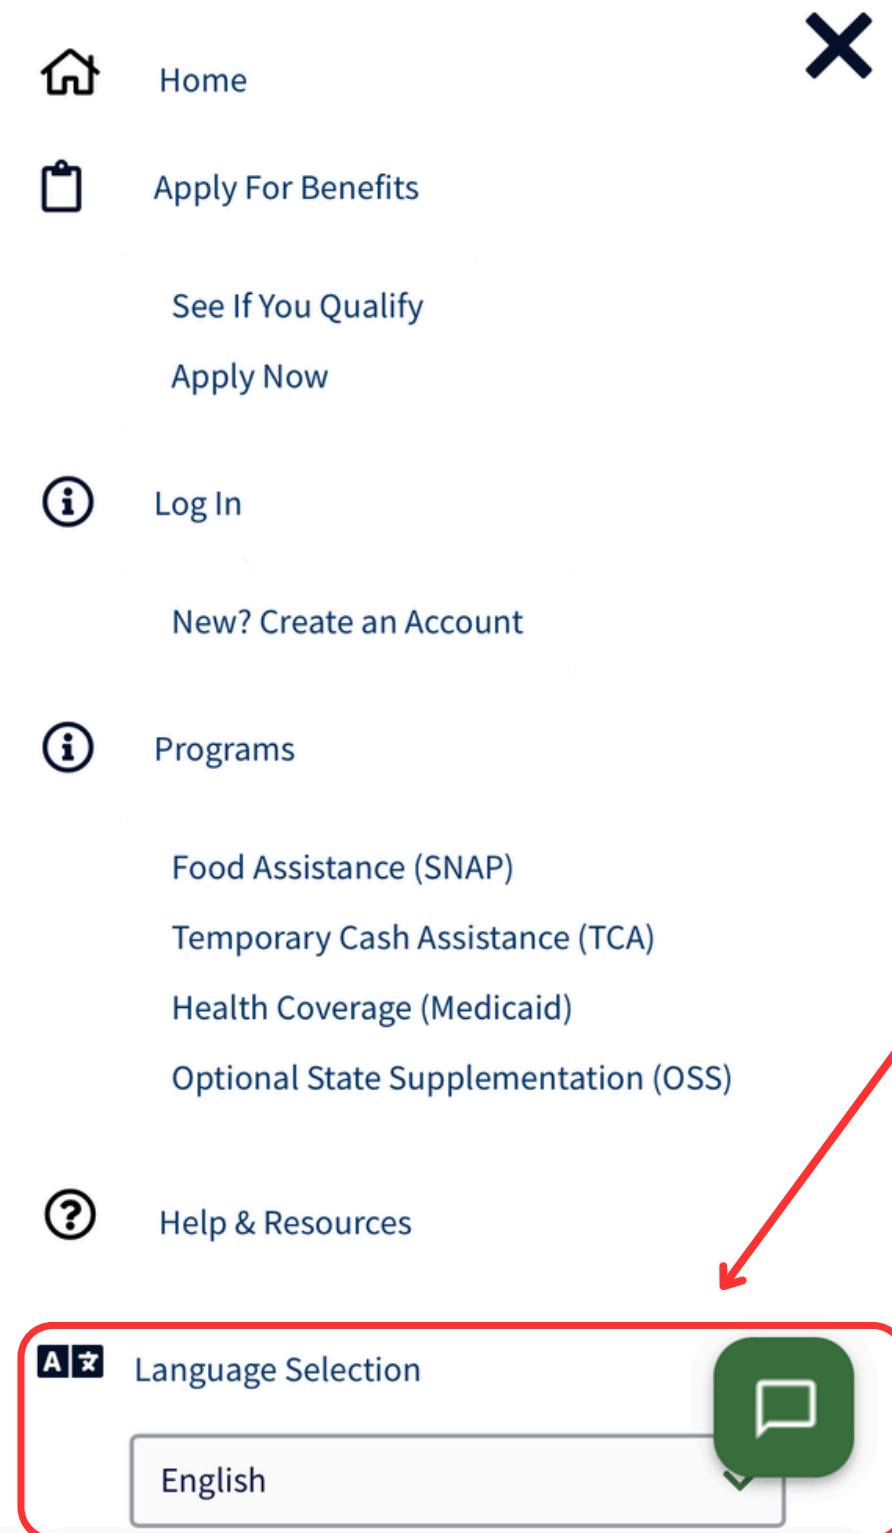 Home
Apply For Benefits
See If You Qualify
Apply Now
Log In
New? Create an Account
Programs
Food Assistance (SNAP)
Temporary Cash Assistance (TCA)
Health Coverage (Medicaid)
Optional State Supplementation (OSS)
Help & Resources
A 文 Language Selection
English